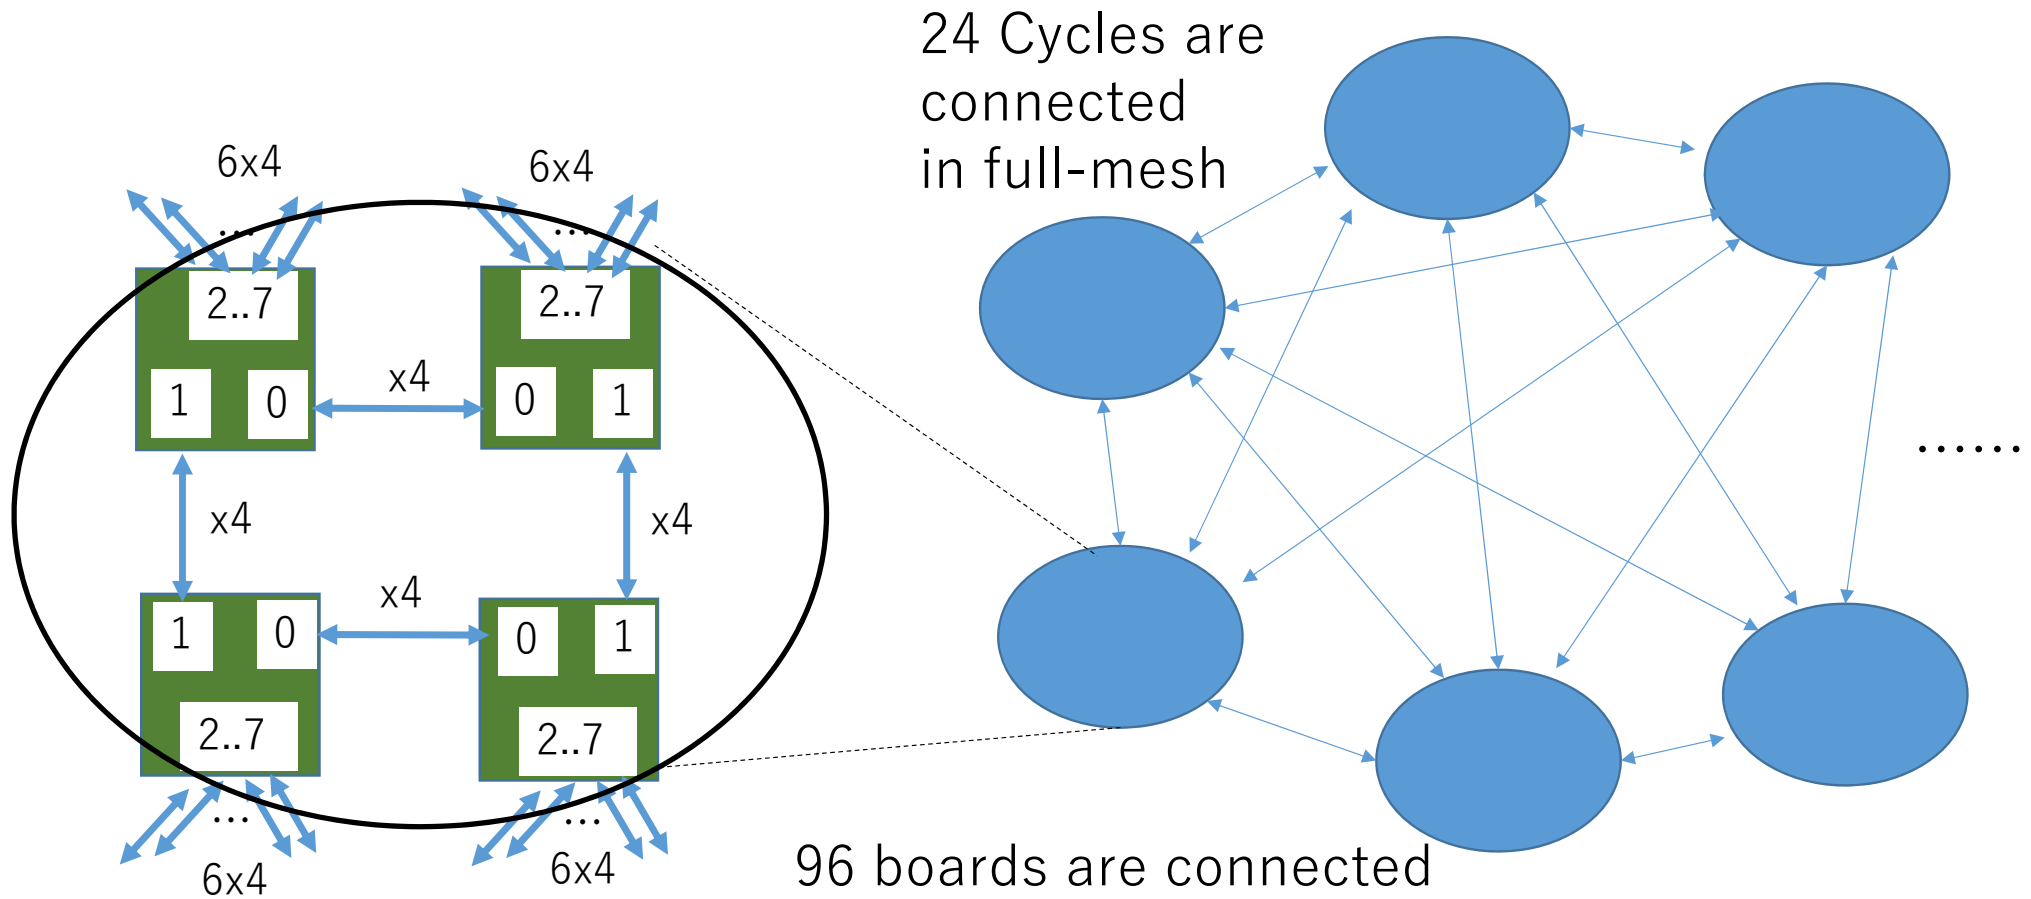 24 Cycles are
connected
in full-mesh
6x4
6x4
...
...
2..7
2..7
1
0
x4
0
1
x4
x4
x4
1
0
0
1
2..7
2..7
...
...
6x4
6x4
......
96 boards are connected